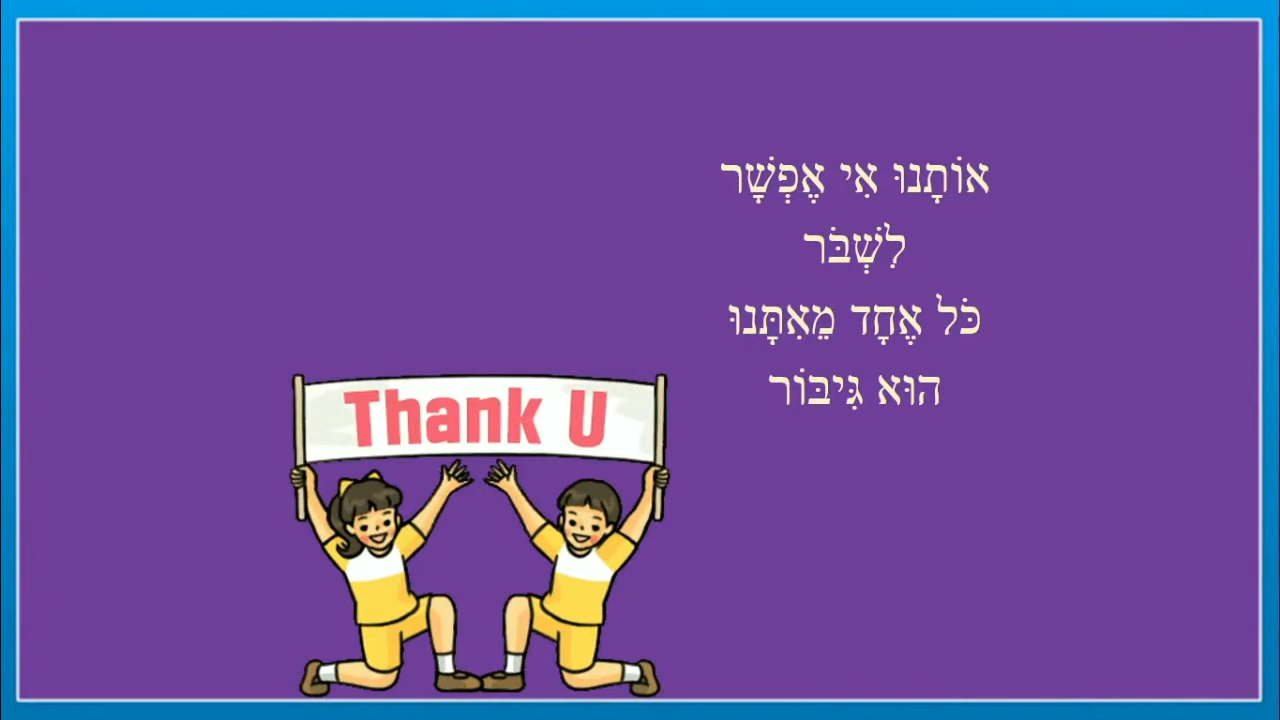 אוֹתָנוּ אִי אֶפְשָׁר
לִשְׁבֹּר
כֹּל אֶחָד מֵאִתָּנוּ
הוּא גִּיבּוֹר
Thank U